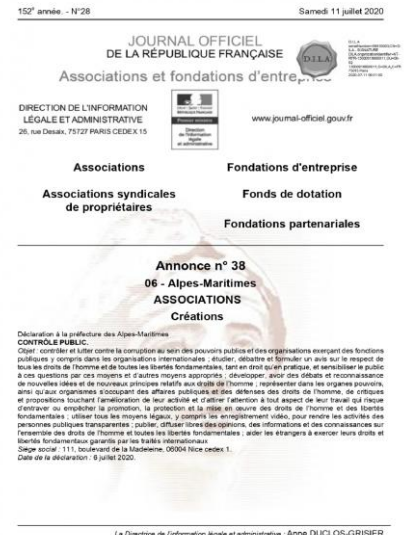 152e année. - N°28
Samedi 11 juillet 2020
JOURNAL OFFICIEL
DE LA RÉPUBLIQUE FRANÇAISE
D.I.L.A
Associations et fondations d'entreprise
DIRECTION DE L'INFORMATION
LÉGALE ET ADMINISTRATIVE
26, rue Desaix, 75727 PARIS CEDEX 15
Direction
de l'information
légale
et administrative
www.journal-officiel.gouv.fr
Associations
Fondations d'entreprise
Associations syndicales
de propriétaires
Fonds de dotation
Fondations partenariales
Annonce n° 38
06 - Alpes-Maritimes
ASSOCIATIONS
Créations
Déclaration à la préfecture des Alpes-Maritimes
CONTRÔLE PUBLIC.
Objet : contrôler et lutter contre la corruption au sein des pouvoirs publics et des organisations exerçant des fonctions
publiques y compris dans les organisations internationales ; étudier, débattre et formuler un avis sur le respect de
tous les droits de l'homme et de toutes les libertés fondamentales, tant en droit qu'en pratique, et sensibiliser le public
à ces questions par ces moyens et d'autres moyens appropriés ; développer, avoir des débats et reconnaissance
de nouvelles idées et de nouveaux principes relatifs aux droits de l'homme ; représenter dans les organes pouvoirs,
ainsi qu'aux organismes s'occupant des affaires publiques et des défenses des droits de l'homme, de critiques
et propositions touchant l'amélioration de leur activité et d'attirer l'attention à tout aspect de leur travail qui risque
d'entraver ou empêcher la promotion, la protection et la mise en œuvre des droits de l'homme et des libertés
fondamentales ; utiliser tous les moyens légaux, y compris les enregistrement vidéo, pour rendre les activités des
personnes publiques transparentes ; publier, diffuser libres des opinions, des informations et des connaissances sur
l'ensemble des droits de l'homme et toutes les libertés fondamentales ; aider les étrangers à exercer leurs droits et
libertés fondamentaux garantis par les traités internationaux
Siège social : 111, boulevard de la Madeleine, 06004 Nice cedex 1.
Date de la déclaration : 6 juillet 2020.
La Directrice de l'information légale et administrative : Anne DUCLOS-GRISIER